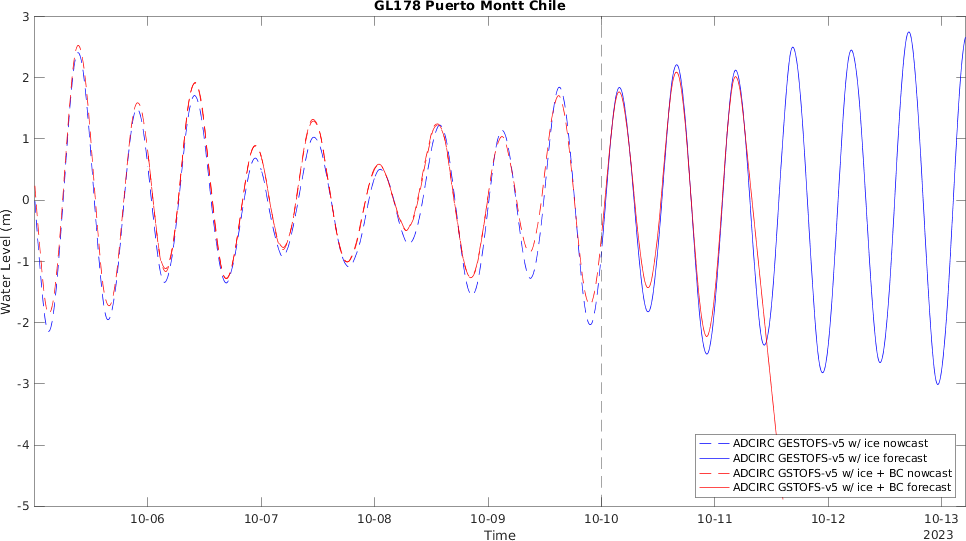 GL178 Puerto Montt Chile
3
2
1
0
-1
-2
-3
-4
-5
Water Level (m)
10-06 10-07 10-08 10-09 10-10 10-11 10-12 10-13
2023
Time
ADCIRC GESTOFS-v5 w/ ice nowcast
ADCIRC GESTOFS-v5 w/ ice forecast
ADCIRC GSTOFS-v5 w/ ice + BC nowcast
ADCIRC GSTOFS-v5 w/ ice + BC forecast